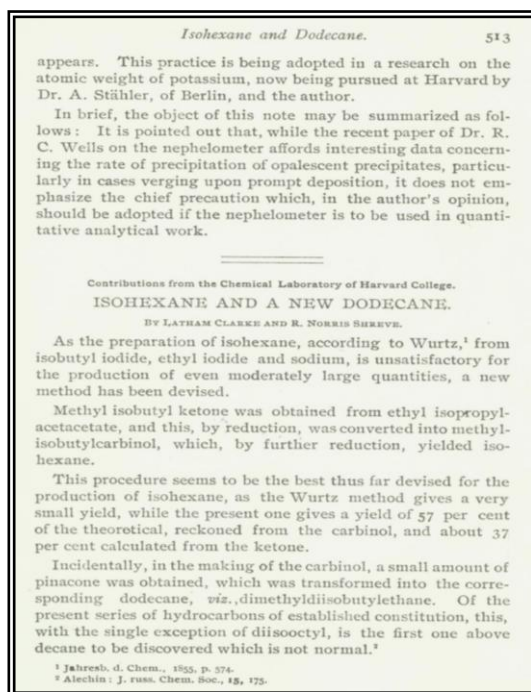 Isohexane and Dodecane. 513
appears. This practice is being adopted in a research on the
atomic weight of potassium, now being pursued at Harvard by
Dr. A. Stähler, of Berlin, and the author.
In brief, the object of this note may be summarized as fol-
lows: It is pointed out that, while the recent paper of Dr. R.
C. Wells on the nephelometer affords interesting data concern-
ing the rate of precipitation of opalescent precipitates, particu-
larly in cases verging upon prompt deposition, it does not em-
phasize the chief precaution which, in the author's opinion,
should be adopted if the nephelometer is to be used in quanti-
tative analytical work.
Contributions from the Chemical Laboratory of Harvard College.
ISOHEXANE AND A NEW DODECANE.
BY LATHAM CLARKE AND R. NORRIS SHREVE.
As the preparation of isohexane, according to Wurtz,¹ from
isobutyl iodide, ethyl iodide and sodium, is unsatisfactory for
the production of even moderately large quantities, a new
method has been devised.
Methyl isobutyl ketone was obtained from ethyl isopropyl-
acetacetate, and this, by reduction, was converted into methyl-
isobutylcarbinol, which, by further reduction, yielded iso-
hexane.
This procedure seems to be the best thus far devised for the
production of isohexane, as the Wurtz method gives a very
small yield, while the present one gives a yield of 57 per cent
of the theorotical, reckoned from the carbinol, and about 37
per cent calculated from the ketone.
Incidentally, in the making of the carbinol, a small amount of
pinacone was obtained, which was transformed into the corre-
sponding dodecane, viz.,dimethyldiisobutylethane. Of the
present series of hydrocarbons of established constitution, this,
with the single exception of diisooctyl, is the first one above
decane to be discovered which is not normal.²
¹ Jahresb. d. Chem., 1855, p. 574.
² Alechin: J. russ. Chem. Soc., 15, 175.